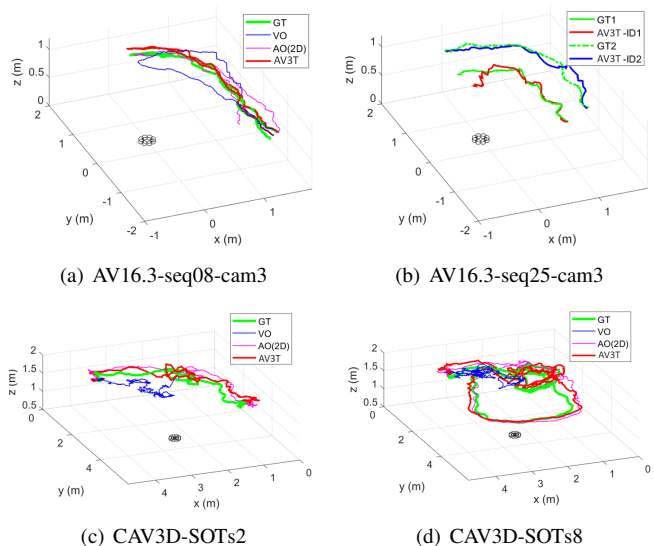 GT
VO
AO(2D)
AV3T
z (m)
1
0.5
0
2
1
0
-1
-2
y (m)
-1
0
1
x (m)
(a) AV16.3-seq08-cam3
GT1
AV3T -ID1
GT2
AV3T -ID2
z (m)
1
0.5
0
2
1
0
-1
-2
y (m)
-1
0
1
x (m)
(b) AV16.3-seq25-cam3
GT
VO
AO(2D)
AV3T
z (m)
2
1.5
1
0.5
0
2
4
y (m)
4
3
2
1
0
x (m)
(c) CAV3D-SOTs2
GT
VO
AO(2D)
AV3T
z (m)
2
1.5
1
0.5
0
2
4
y (m)
4
3
2
1
0
x (m)
(d) CAV3D-SOTs8